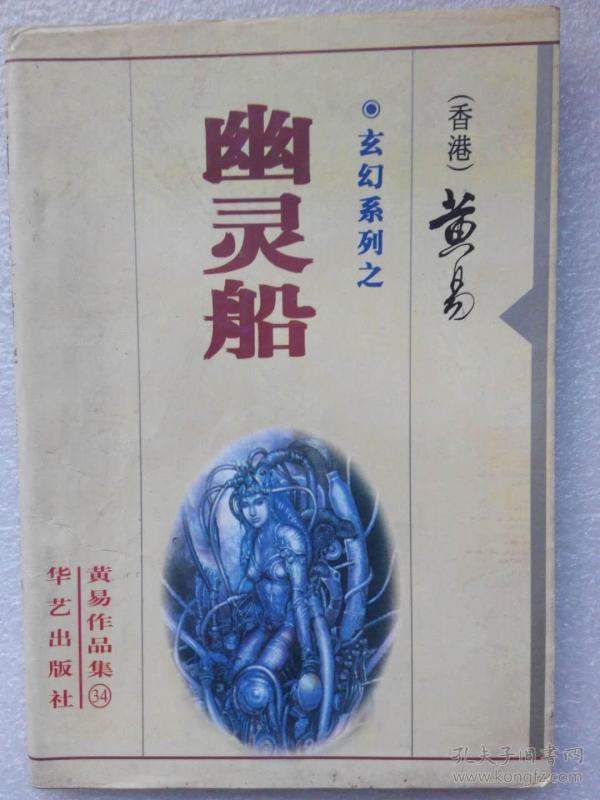 (香港)
黄易
◉玄幻系列之
幽灵船
黄易作品集㉞
华艺出版社
孔夫子旧书网
www.kongfz.com